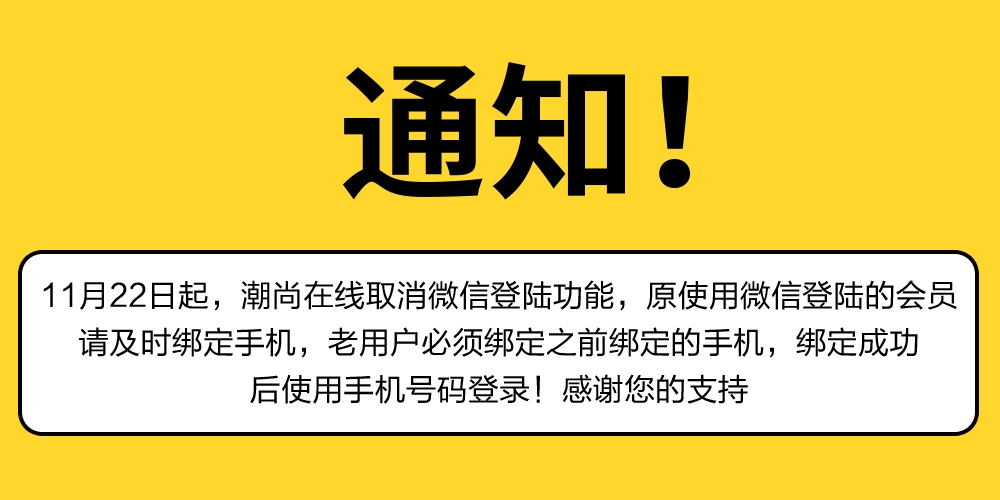 通知！
11月22日起，潮尚在线取消微信登陆功能，原使用微信登陆的会员
请及时绑定手机，老用户必须绑定之前绑定的手机，绑定成功
后使用手机号码登录！感谢您的支持